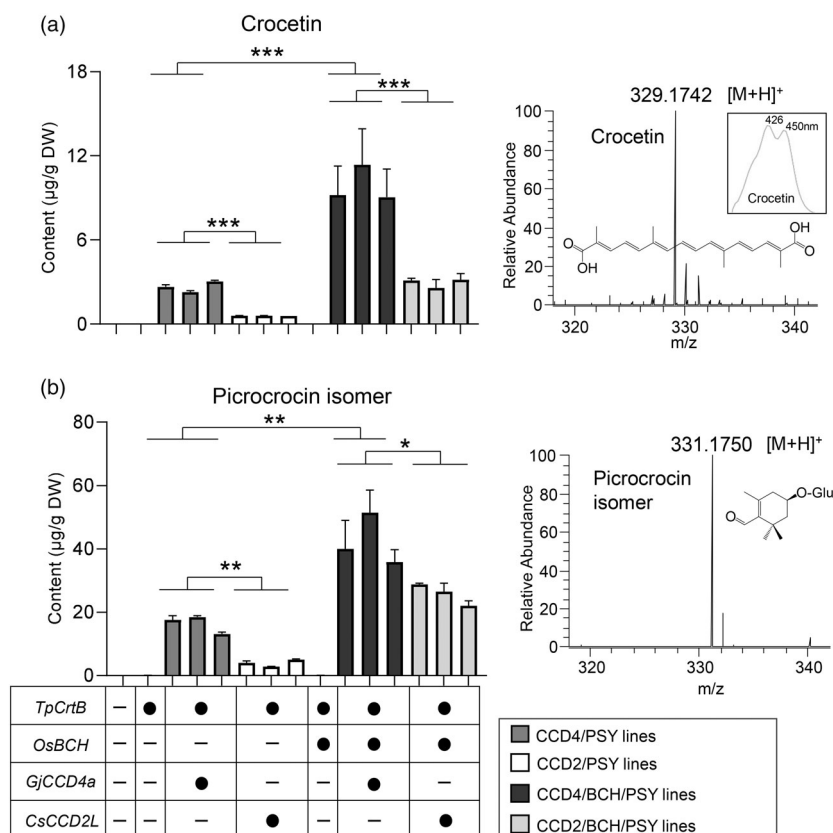 (a)
Crocetin
***
***
***
18
12
6
0
Content (µg/g DW)
329.1742 [M+H]⁺
Crocetin
426
450nm
Crocetin
Relative Abundance
100
80
60
40
20
0
O
OH
OH
O
320
330
340
m/z
(b)
Picrocrocin isomer
**
*
**
80
60
40
20
0
Content (µg/g DW)
331.1750 [M+H]⁺
Picrocrocin
isomer
O-Glu
O
Relative Abundance
100
80
60
40
20
0
320
330
340
m/z
TpCrtB – ● ● ● ● ● ●
OsBCH – – – – ● ● ●
GjCCD4a – – ● – – ● –
CsCCD2L – – – ● – – ●
CCD4/PSY lines
CCD2/PSY lines
CCD4/BCH/PSY lines
CCD2/BCH/PSY lines